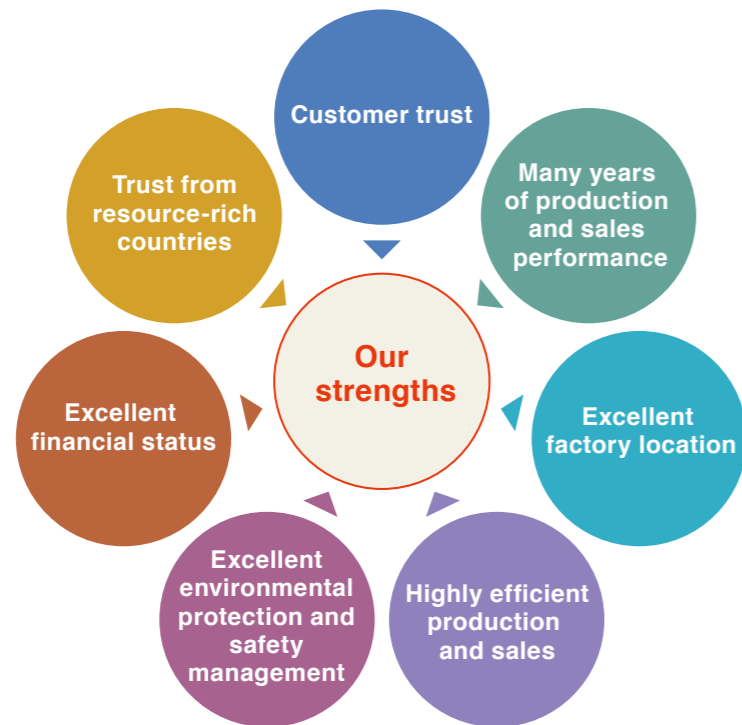 Customer trust
Many years
of production
and sales
performance
Excellent
factory location
Highly efficient
production
and sales
Excellent
environmental
protection and
safety
management
Excellent
financial status
Trust from
resource-rich
countries
Our
strengths